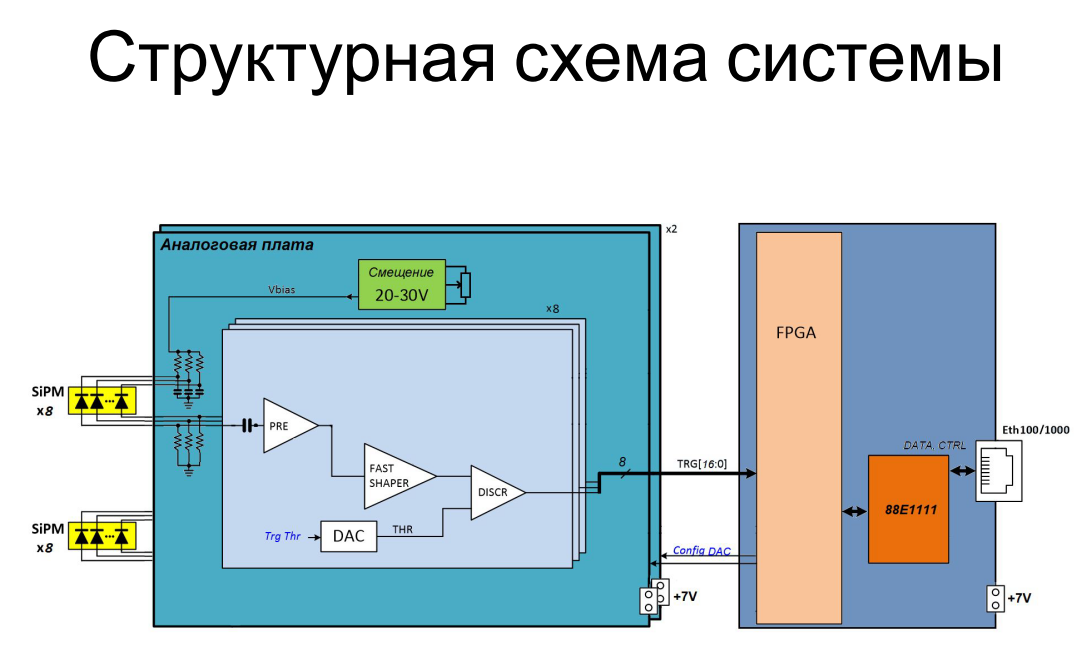 Структурная схема системы
x2
Аналоговая плата
Смещение
20-30V
Vbias
x8
FPGA
SiPM
x8
PRE
FAST
SHAPER
DISCR
8
TRG[16:0]
Eth100/1000
DATA, CTRL
88E1111
SiPM
x8
Trg Thr
DAC
THR
Config DAC
+7V
+7V